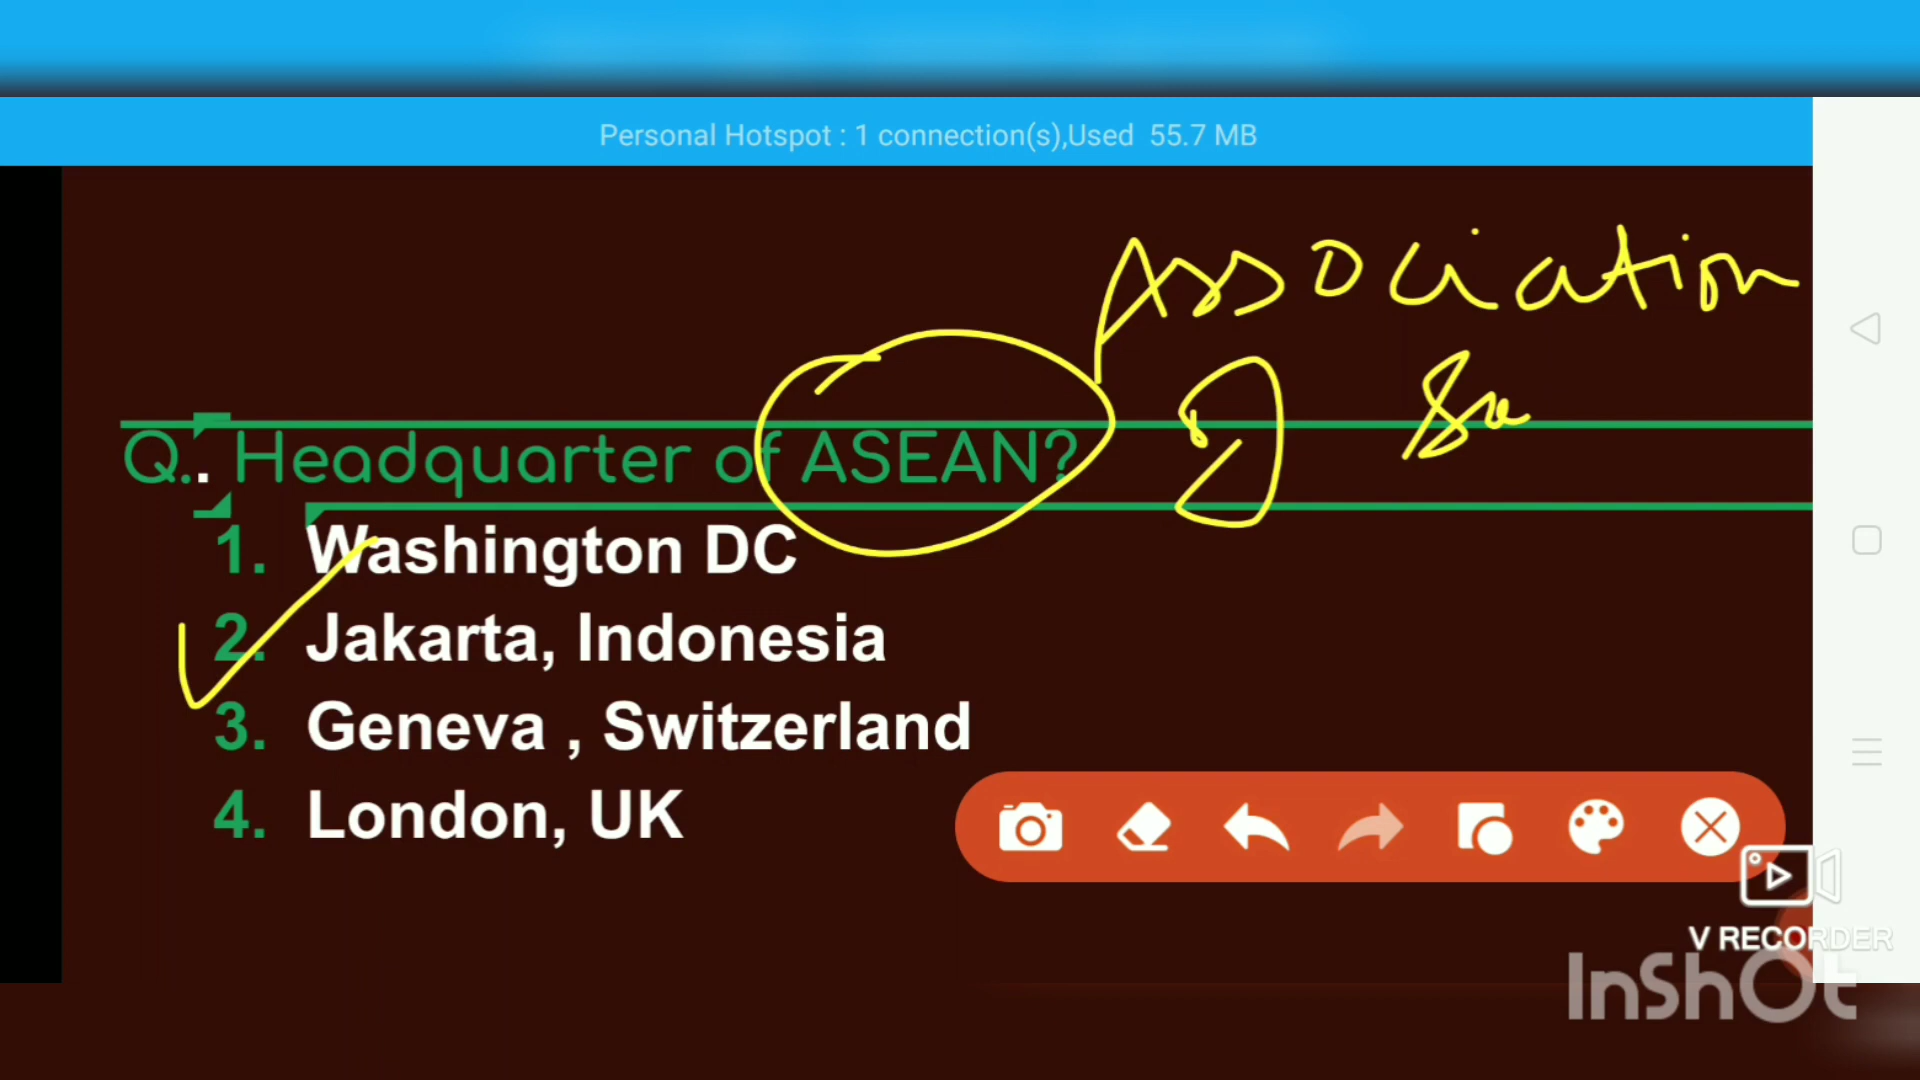 Personal Hotspot : 1 connection(s),Used 55.7 MB
Association
Q.. Headquarter of ASEAN?
1. Washington DC
2. Jakarta, Indonesia
3. Geneva , Switzerland
4. London, UK
V RECORDER
InShOt